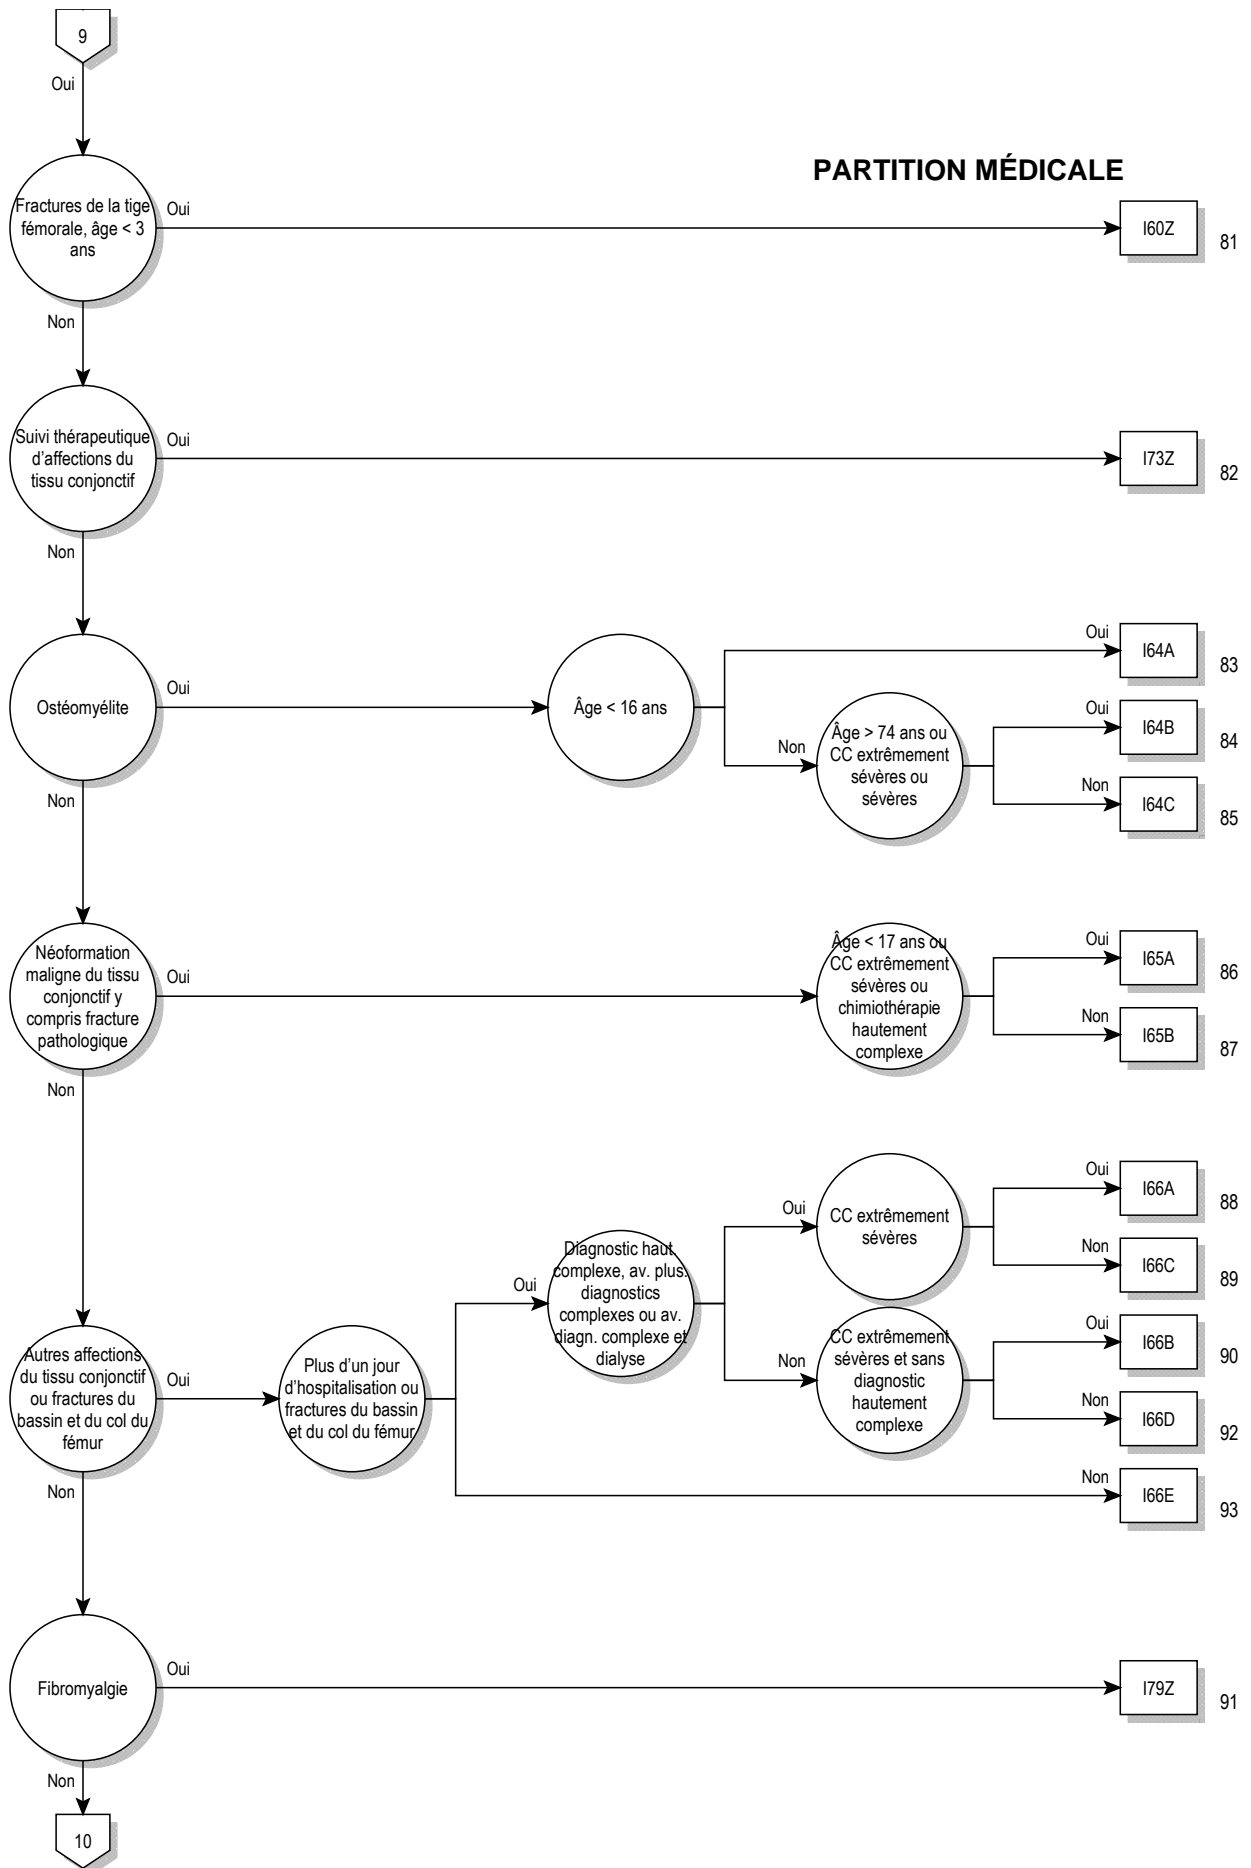 9
Oui
PARTITION MÉDICALE
Fractures de la tige
fémorale, âge < 3
ans
Oui
I60Z
81
Non
Suivi thérapeutique
d'affections du
tissu conjonctif
Oui
I73Z
82
Non
Ostéomyélite
Oui
Âge < 16 ans
Oui
I64A
83
Non
Âge > 74 ans ou
CC extrêmement
sévères ou
sévères
Oui
I64B
84
Non
I64C
85
Non
Néoformation
maligne du tissu
conjonctif y
compris fracture
pathologique
Oui
Âge < 17 ans ou
CC extrêmement
sévères ou
chimiothérapie
hautement
complexe
Oui
I65A
86
Non
I65B
87
Non
Autres affections
du tissu conjonctif
ou fractures du
bassin et du col du
fémur
Oui
Plus d'un jour
d'hospitalisation ou
fractures du bassin
et du col du fémur
Oui
Diagnostic haut.
complexe, av. plus.
diagnostics
complexes ou av.
diagn. complexe et
dialyse
Oui
CC extrêmement
sévères
Oui
I66A
88
Non
I66C
89
Non
CC extrêmement
sévères et sans
diagnostic
hautement
complexe
Oui
I66B
90
Non
I66D
92
Non
I66E
93
Non
Fibromyalgie
Oui
I79Z
91
Non
10